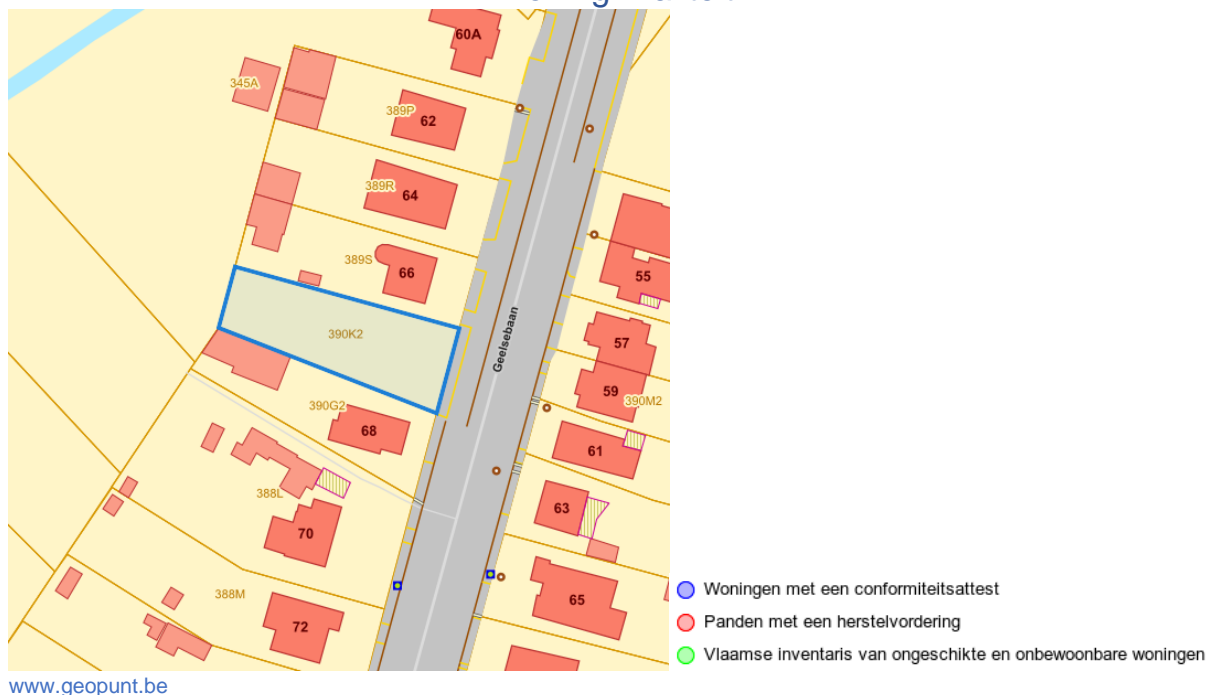 60A
345A
389P
62
389R
64
389S
66
55
390K2
Geelsebaan
57
59
390M2
390G2
68
61
388L
63
70
388M
65
72
Woningen met een conformiteitsattest
Panden met een herstelvordering
Vlaamse inventaris van ongeschikte en onbewoonbare woningen
www.geopunt.be